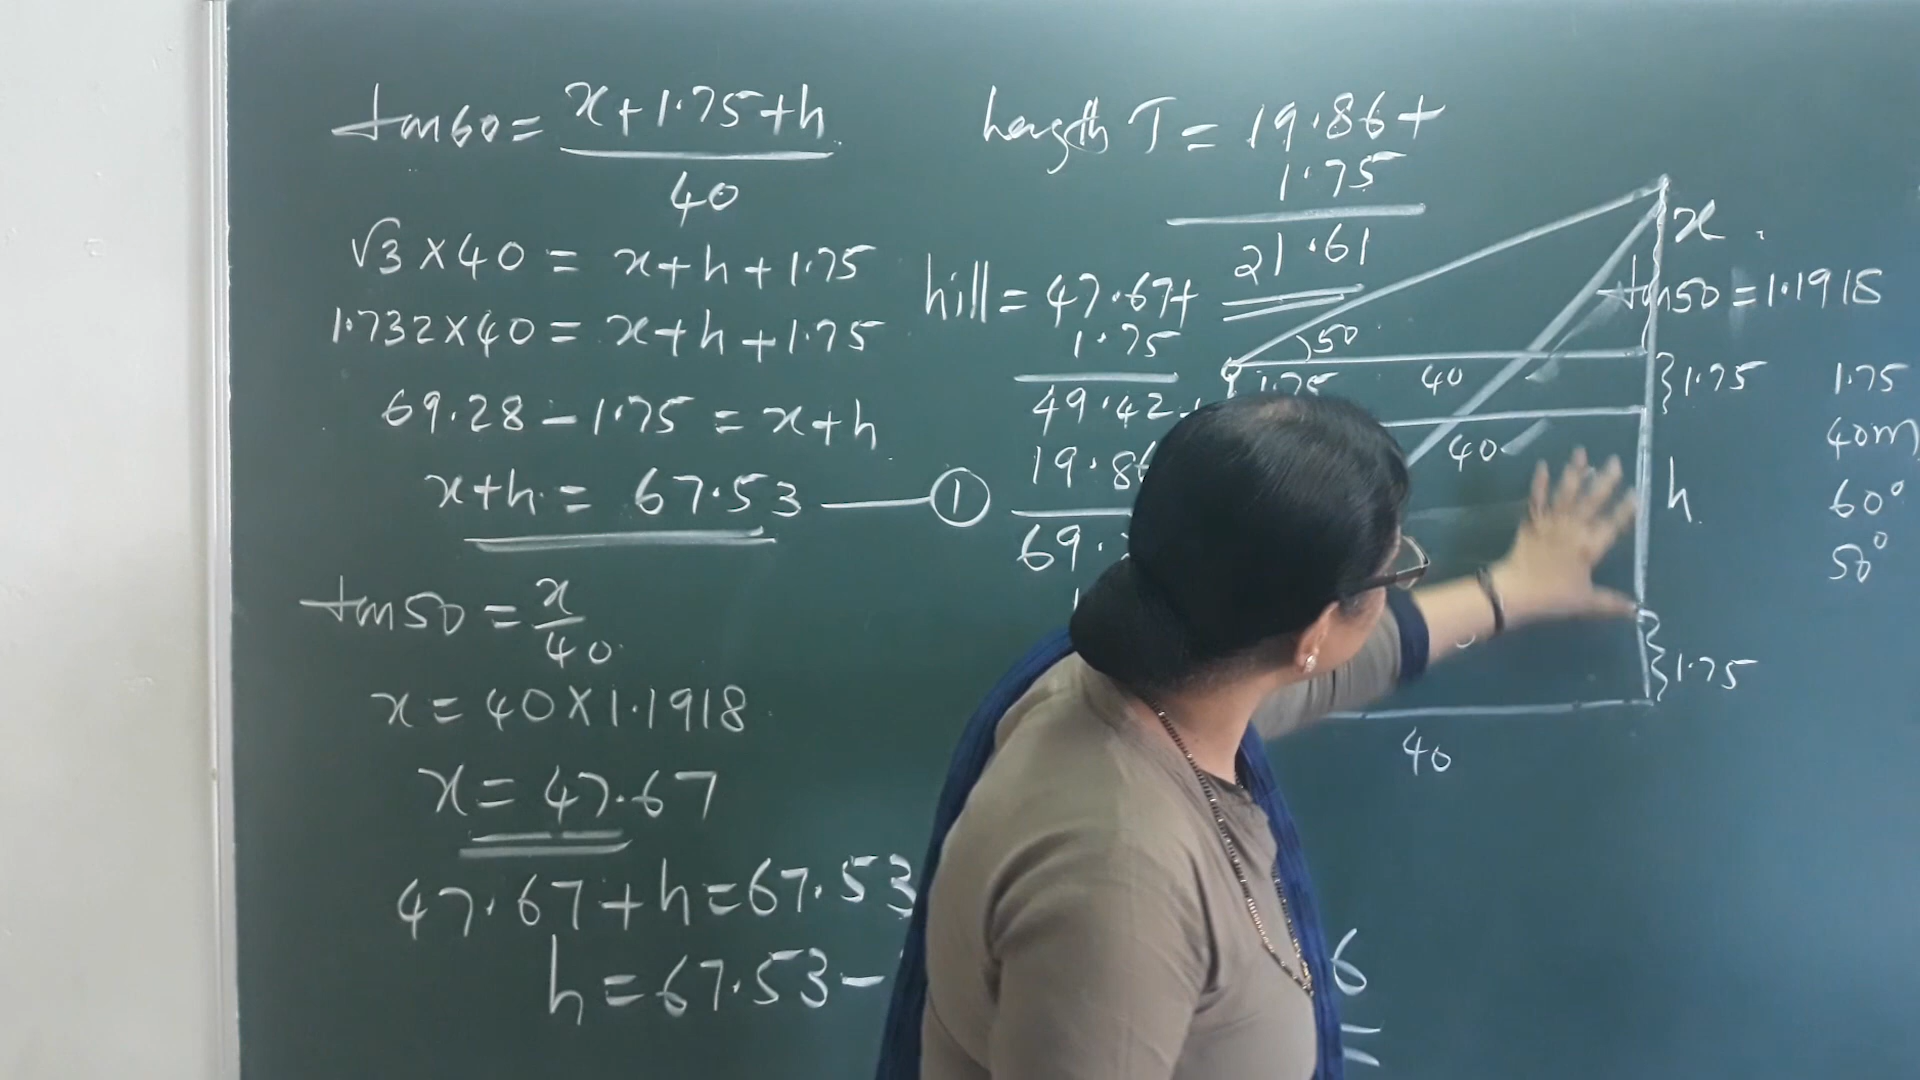 tan60 = x+1.75+h
40
√3 × 40 = x+h+1.75
1.732×40 = x+h+1.75
69.28 – 1.75 = x+h
x+h = 67.53 — ①
tan50 = x
40
x = 40×1.1918
x = 47.67
47.67+h=67.53
h=67.53–
6
T = 19.86+
1.75
21.61
hill = 47.67+
1.75
49.42
19.86
69.
x
tan50 = 1.1918
50
1.75
40
}1.75
40
h
}1.75
40
1.75
40m
60°
50°